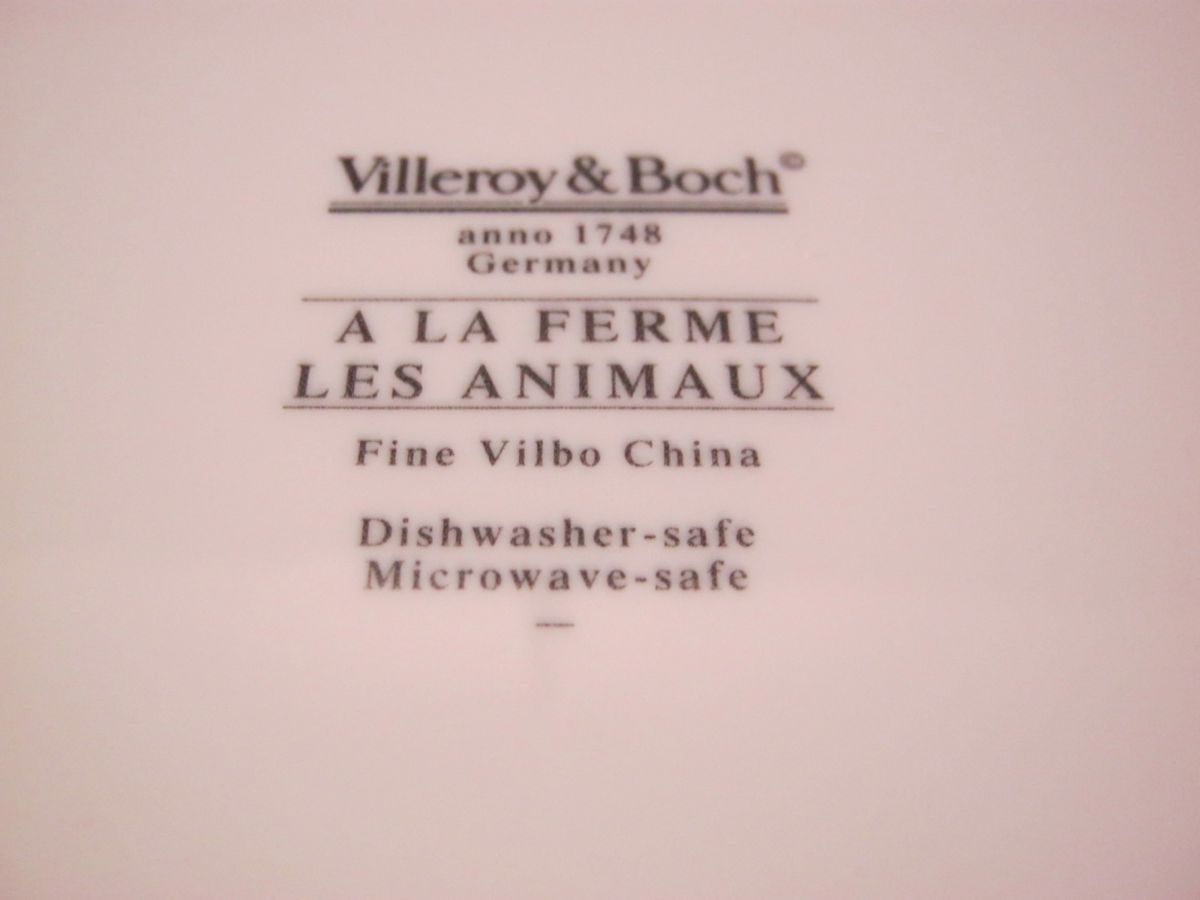 Villeroy & Boch©
anno 1748
Germany
A LA FERME
LES ANIMAUX
Fine Vilbo China
Dishwasher-safe
Microwave-safe
—